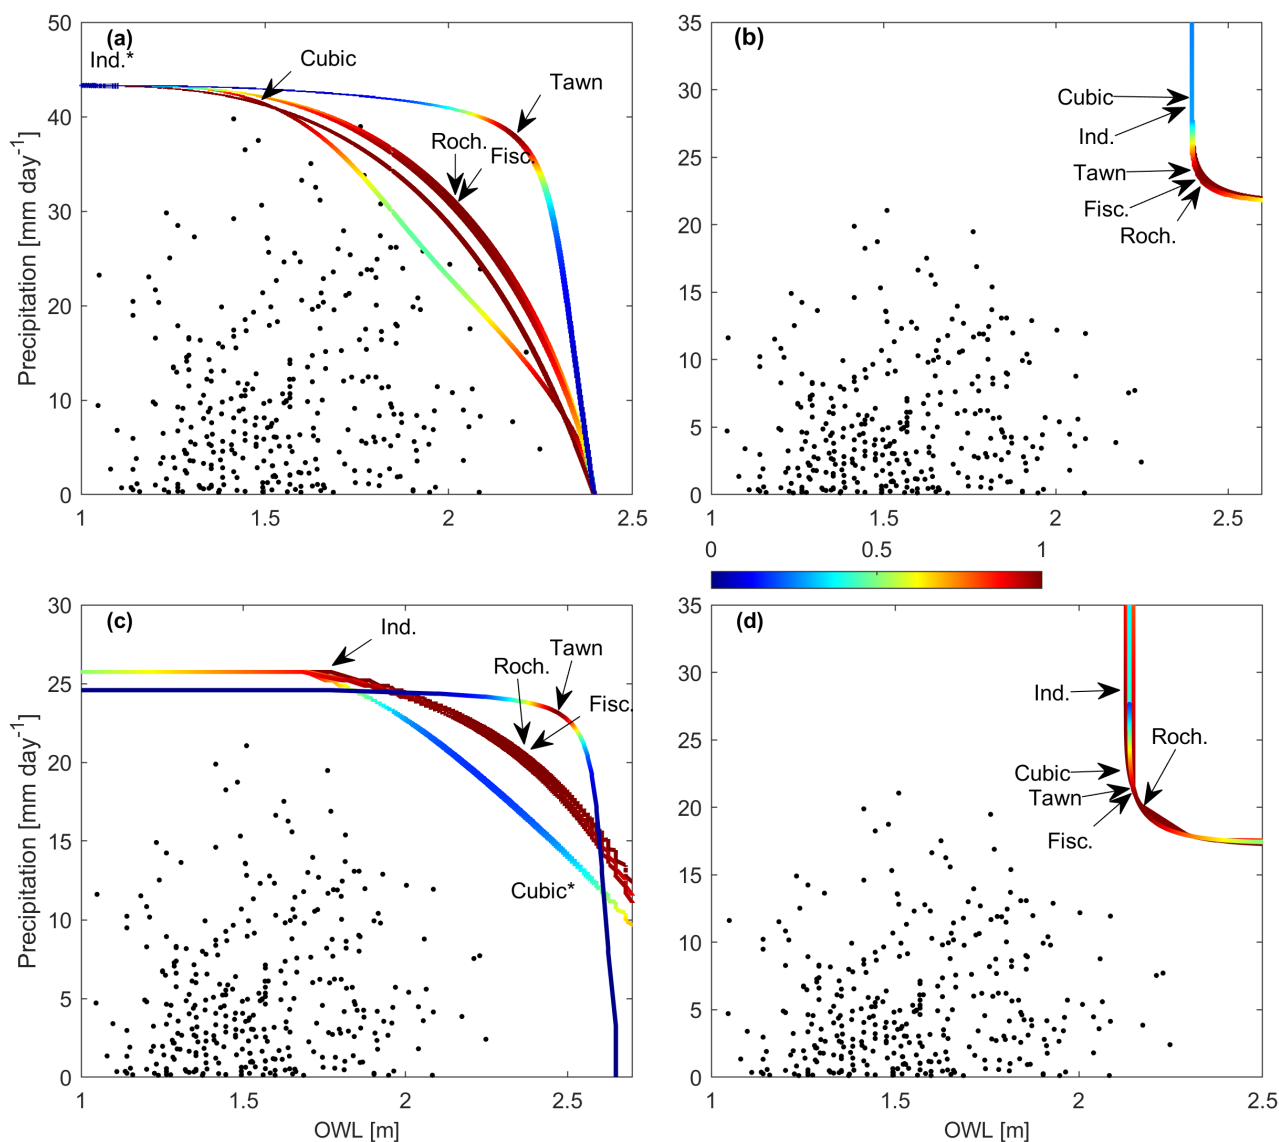 (a)
Ind.*
Cubic
Tawn
Roch.
Fisc.
Precipitation [mm day-1]
50
40
30
20
10
0
1
1.5
2
2.5
(b)
Cubic
Ind.
Tawn
Fisc.
Roch.
35
30
25
20
15
10
5
0
1
1.5
2
2.5
0
0.5
1
(c)
Ind.
Tawn
Roch.
Fisc.
Cubic*
Precipitation [mm day-1]
30
25
20
15
10
5
0
1
1.5
2
2.5
OWL [m]
(d)
Ind.
Roch.
Cubic
Tawn
Fisc.
35
30
25
20
15
10
5
0
1
1.5
2
2.5
OWL [m]